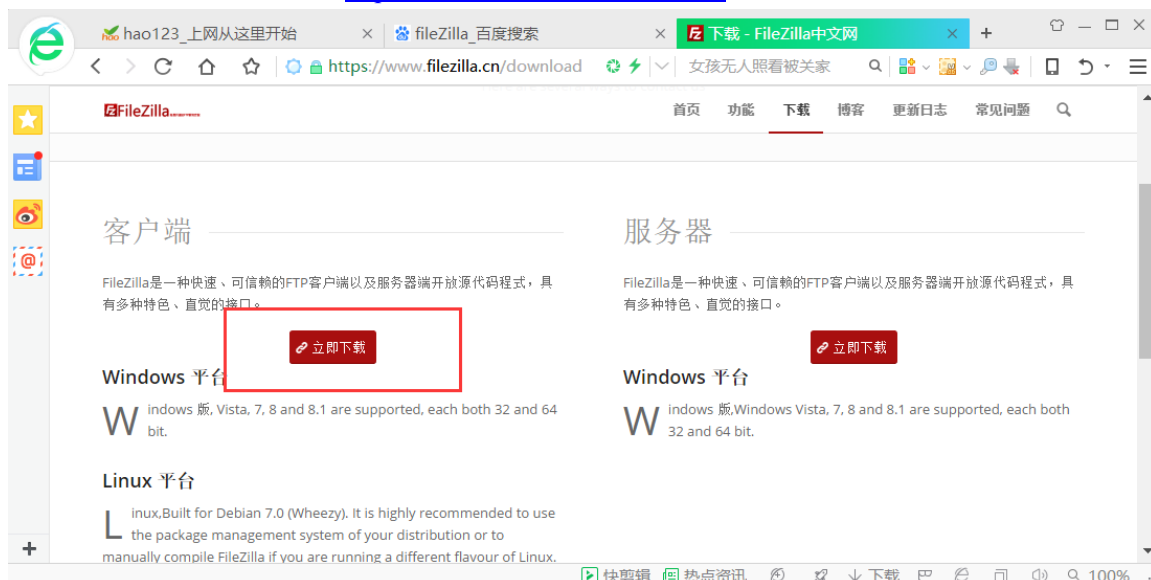 hao123_上网从这里开始
fileZilla_百度搜索
下载 - FileZilla中文网
https://www.filezilla.cn/download
女孩无人照看被关家
FileZilla
首页 功能 下载 博客 更新日志 常见问题
客户端
FileZilla是一种快速、可信赖的FTP客户端以及服务器端开放源代码程式，具
有多种特色、直觉的接口。
立即下载
Windows 平台
Windows 版, Vista, 7, 8 and 8.1 are supported, each both 32 and 64
bit.
Linux 平台
Linux,Built for Debian 7.0 (Wheezy). It is highly recommended to use
the package management system of your distribution or to
manually compile FileZilla if you are running a different flavour of Linux.
服务器
FileZilla是一种快速、可信赖的FTP客户端以及服务器端开放源代码程式，具
有多种特色、直觉的接口。
立即下载
Windows 平台
Windows 版,Windows Vista, 7, 8 and 8.1 are supported, each both
32 and 64 bit.
快剪辑 热点资讯 下载 100%